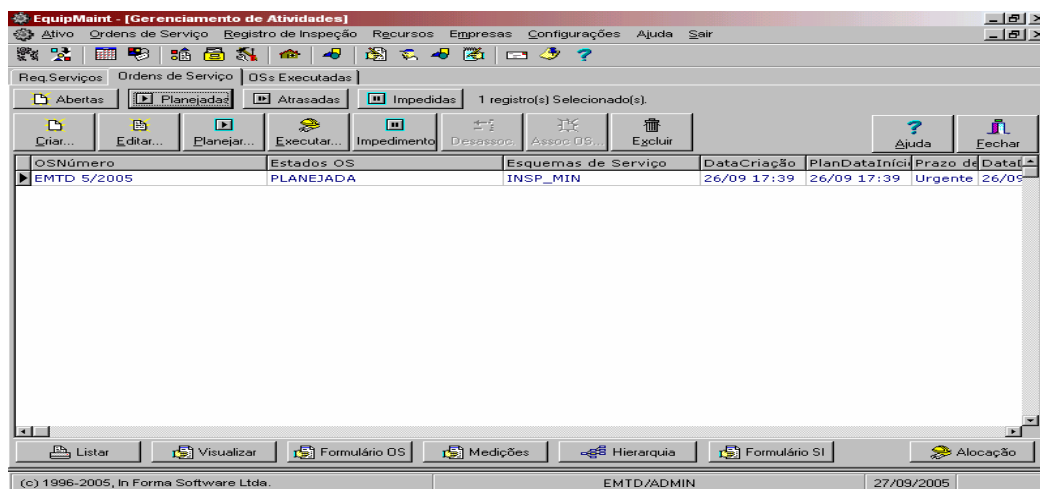 EquipMaint - [Gerenciamento de Atividades]
Ativo Ordens de Serviço Registro de Inspeção Recursos Empresas Configurações Ajuda Sair
Req.Serviços Ordens de Serviço OSs Executadas
Abertas Planejadas Atrasadas Impedidas 1 registro(s) Selecionado(s).
Criar... Editar... Planejar... Executar... Impedimento Desassoc. Assoc OS... Excluir Ajuda Fechar
OSNúmero Estados OS Esquemas de Serviço DataCriação PlanDataIníci Prazo de
EMTD 5/2005 PLANEJADA INSP_MIN 26/09 17:39 26/09 17:39 Urgente 26/09
Listar Visualizar Formulário OS Medições Hierarquia Formulário SI Alocação
(c) 1996-2005, In Forma Software Ltda. EMTD/ADMIN 27/09/2005